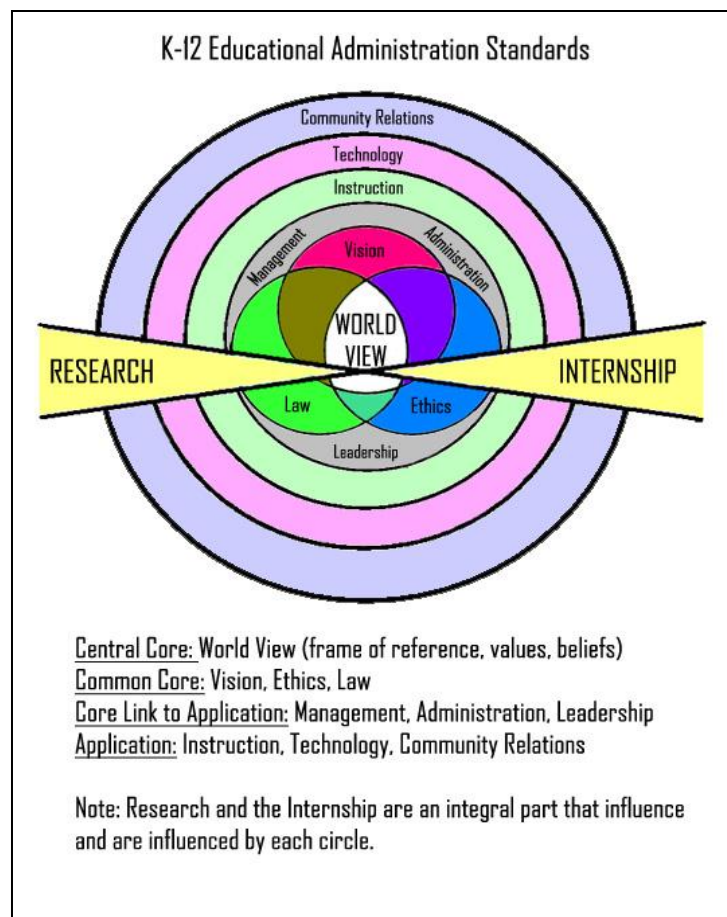 K-12 Educational Administration Standards
Community Relations
Technology
Instruction
Management
Administration
Vision
WORLD
VIEW
RESEARCH
INTERNSHIP
Law
Ethics
Leadership
Central Core: World View (frame of reference, values, beliefs)
Common Core: Vision, Ethics, Law
Core Link to Application: Management, Administration, Leadership
Application: Instruction, Technology, Community Relations
Note: Research and the Internship are an integral part that influence
and are influenced by each circle.